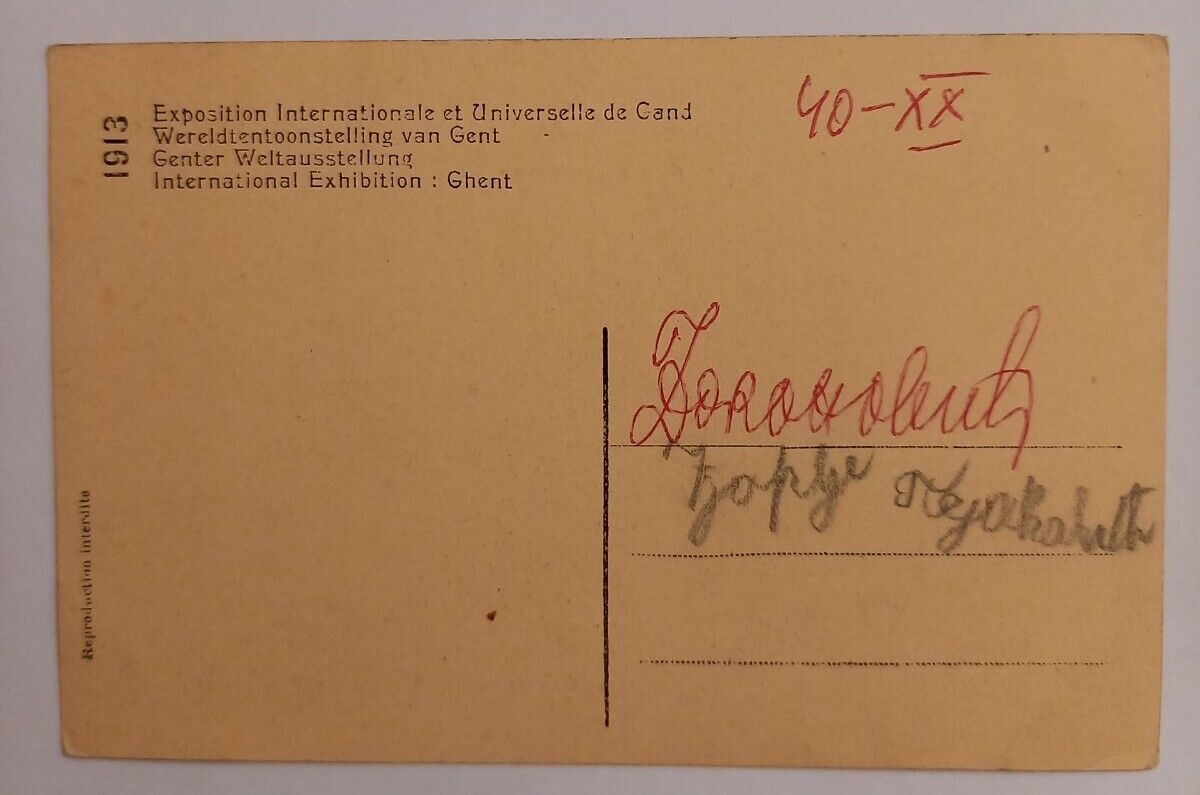 1913
Exposition Internationale et Universelle de Gand
Wereldtentoonstelling van Gent
Genter Weltausstellung
International Exhibition : Ghent
40-XX
Ђорђе
Reproduction interdite